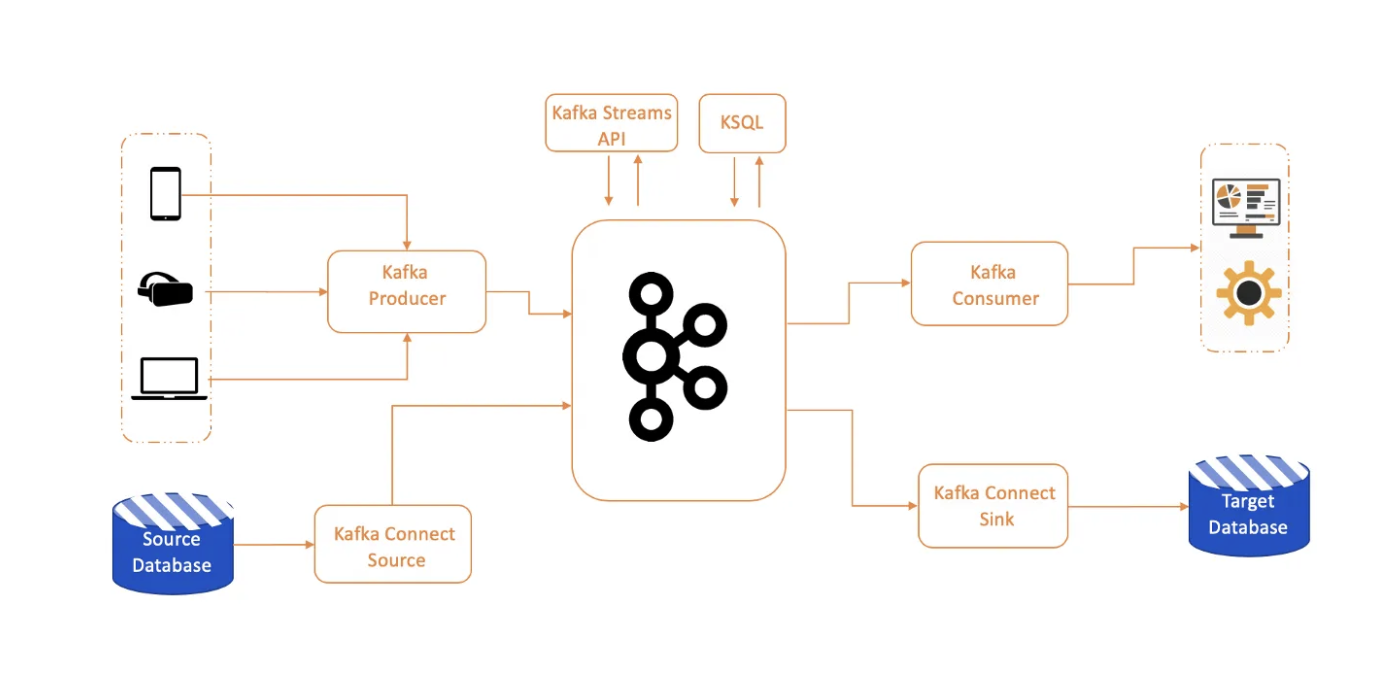 Kafka Streams
API
KSQL
Kafka
Producer
Kafka
Consumer
Source
Database
Kafka Connect
Source
Kafka Connect
Sink
Target
Database